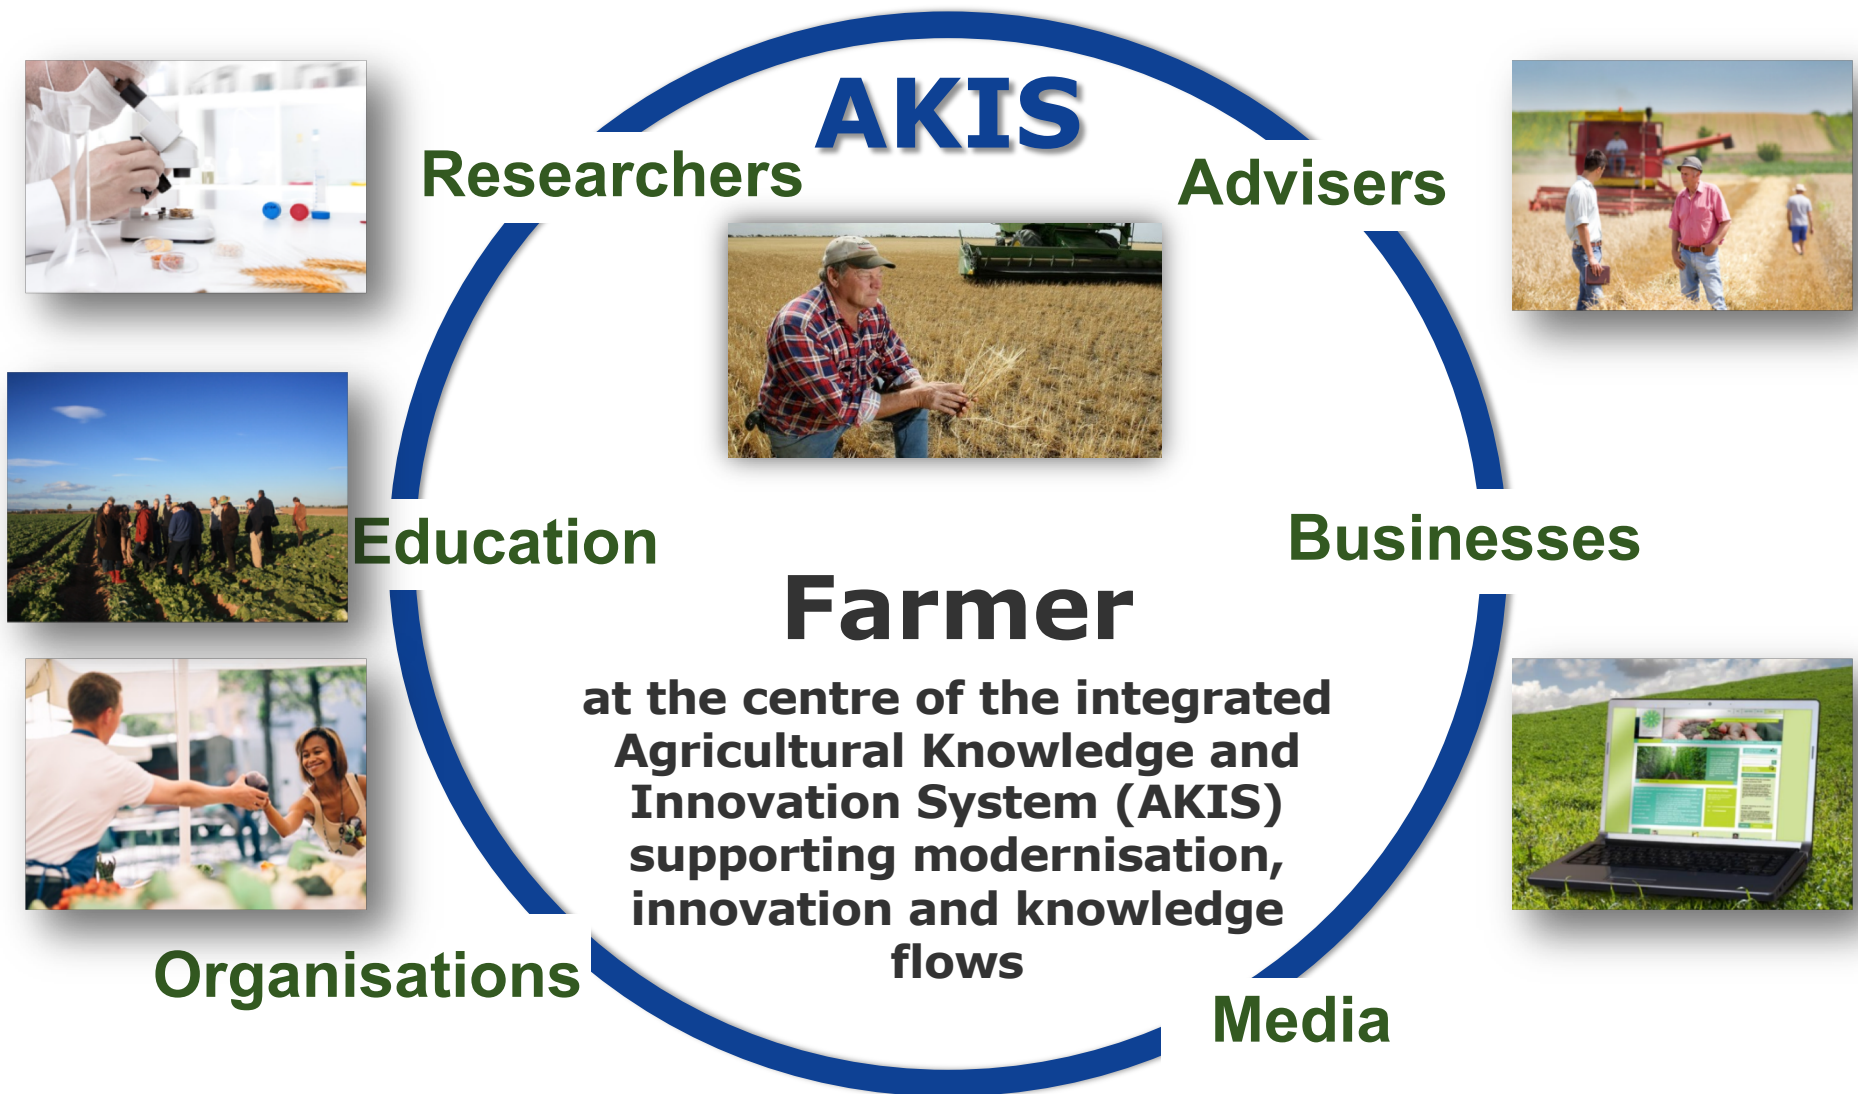 AKIS
Researchers
Advisers
Education
Businesses
Farmer
at the centre of the integrated
Agricultural Knowledge and
Innovation System (AKIS)
supporting modernisation,
innovation and knowledge
flows
Organisations
Media